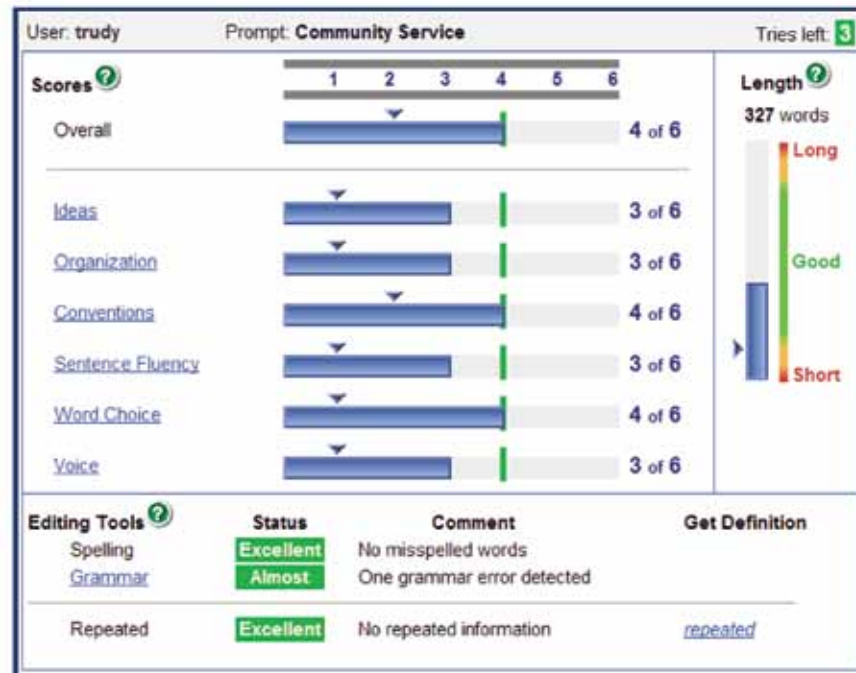 User: trudy Prompt: Community Service Tries left: 3
Scores ? 1 2 3 4 5 6 Length ?
327 words
Overall 4 of 6
Long
Ideas 3 of 6
Organization 3 of 6
Good
Conventions 4 of 6
Sentence Fluency 3 of 6
Short
Word Choice 4 of 6
Voice 3 of 6
Editing Tools ? Status Comment Get Definition
Spelling Excellent No misspelled words
Grammar Almost One grammar error detected
Repeated Excellent No repeated information repeated